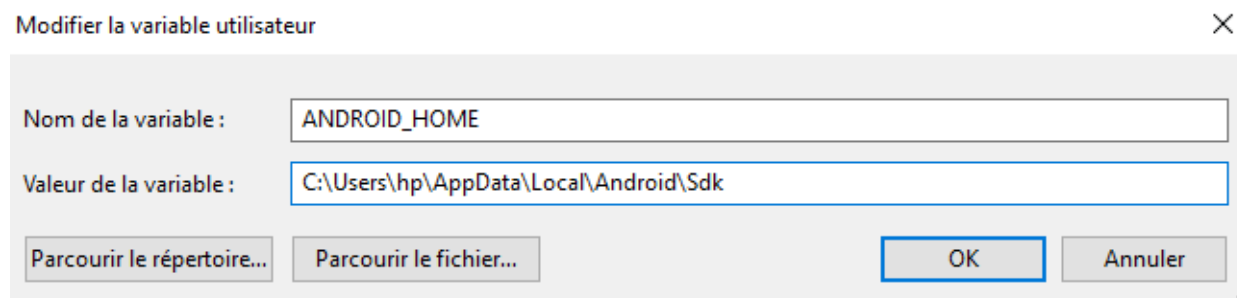 Modifier la variable utilisateur
Nom de la variable : ANDROID_HOME
Valeur de la variable : C:\Users\hp\AppData\Local\Android\Sdk
Parcourir le répertoire... Parcourir le fichier... OK Annuler